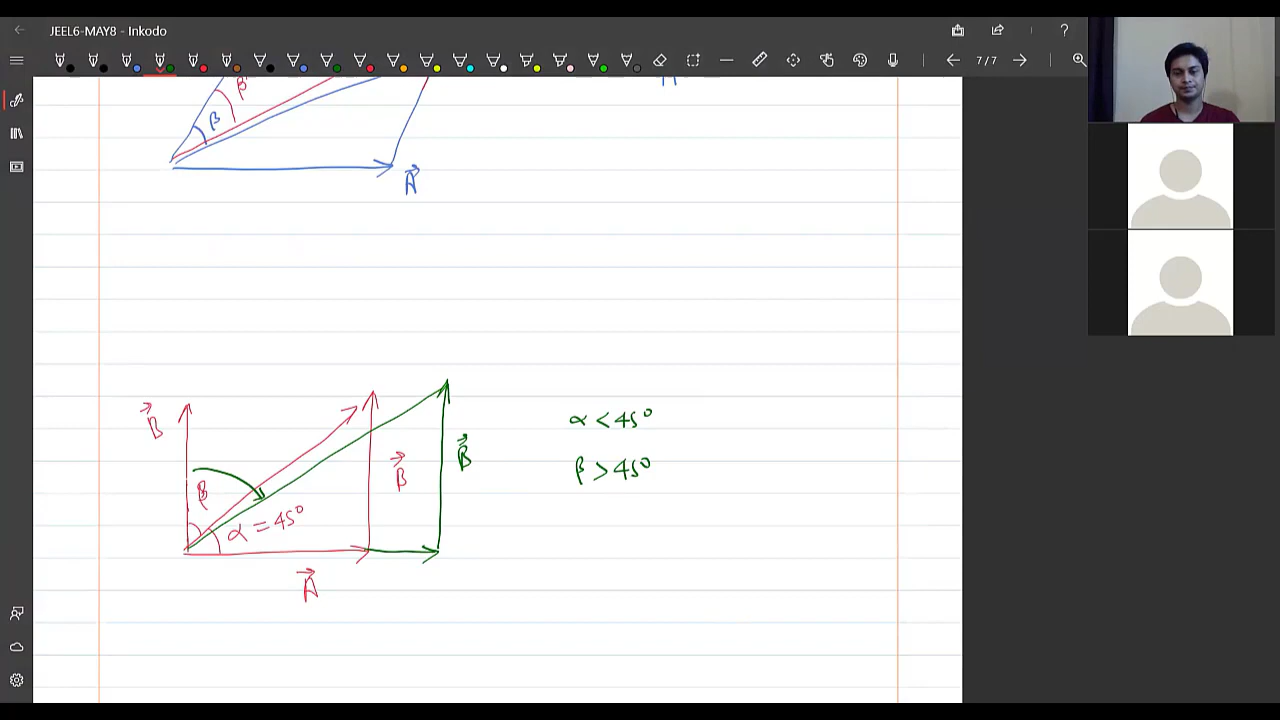 JEEL6-MAY8 - Inkodo
7/7
β
β'
A⃗
B⃗
α < 45°
B⃗
B⃗
β > 45°
β
α = 45°
A⃗